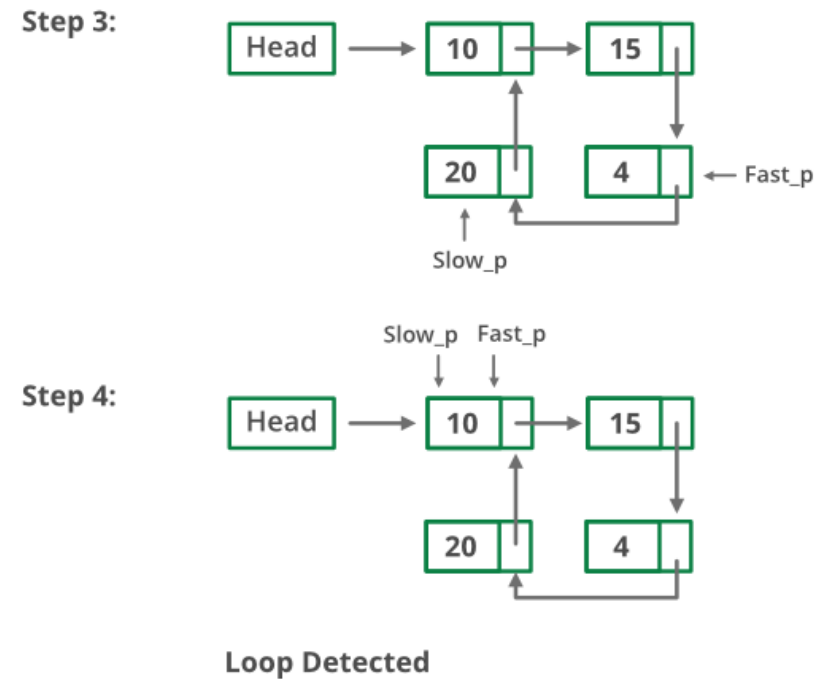 Step 3:
Head 10 15
20 4 Fast_p
Slow_p
Slow_p Fast_p
Step 4:
Head 10 15
20 4
Loop Detected